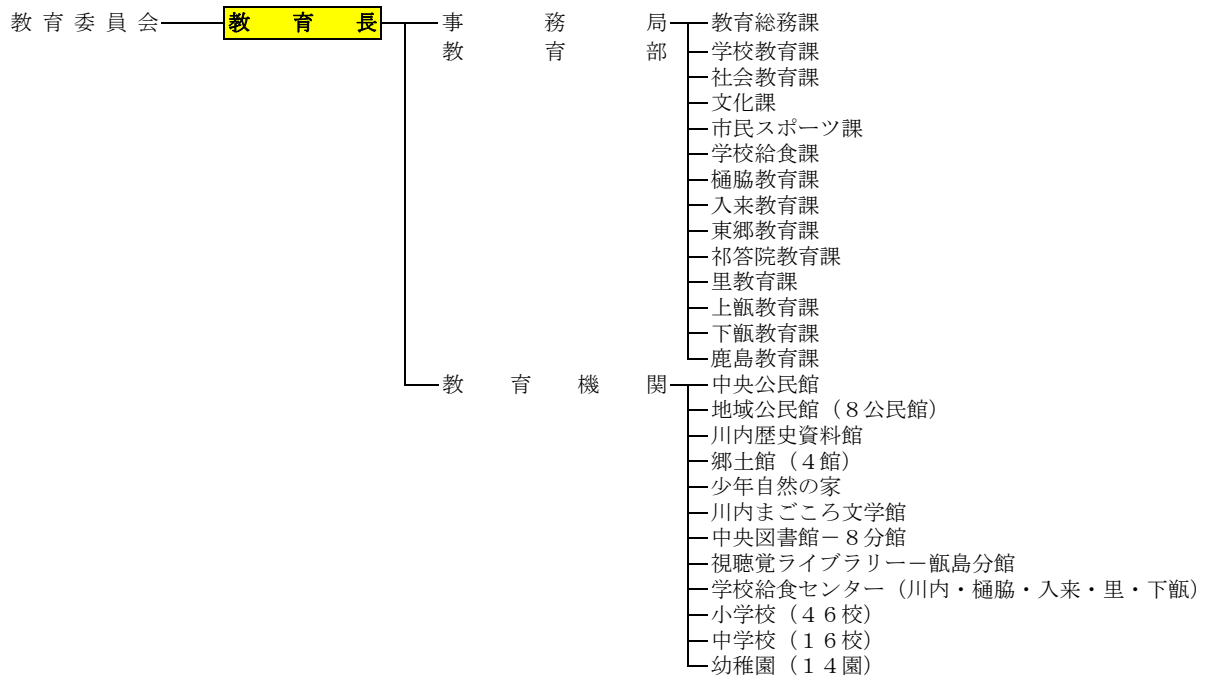 教育委員会 教育長 事務局 教育総務課
教育部 学校教育課
社会教育課
文化課
市民スポーツ課
学校給食課
樋脇教育課
入来教育課
東郷教育課
祁答院教育課
里教育課
上甑教育課
下甑教育課
鹿島教育課
教育機関 中央公民館
地域公民館（８公民館）
川内歴史資料館
郷土館（４館）
少年自然の家
川内まごころ文学館
中央図書館－８分館
視聴覚ライブラリー－甑島分館
学校給食センター（川内・樋脇・入来・里・下甑）
小学校（４６校）
中学校（１６校）
幼稚園（１４園）